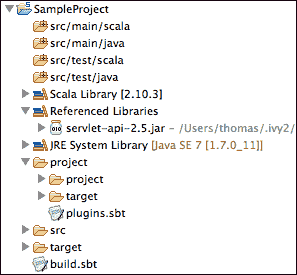 SampleProject
src/main/scala
src/main/java
src/test/scala
src/test/java
Scala Library [2.10.3]
Referenced Libraries
servlet-api-2.5.jar - /Users/thomas/.ivy2/
JRE System Library [Java SE 7 [1.7.0_11]]
project
project
target
plugins.sbt
src
target
build.sbt